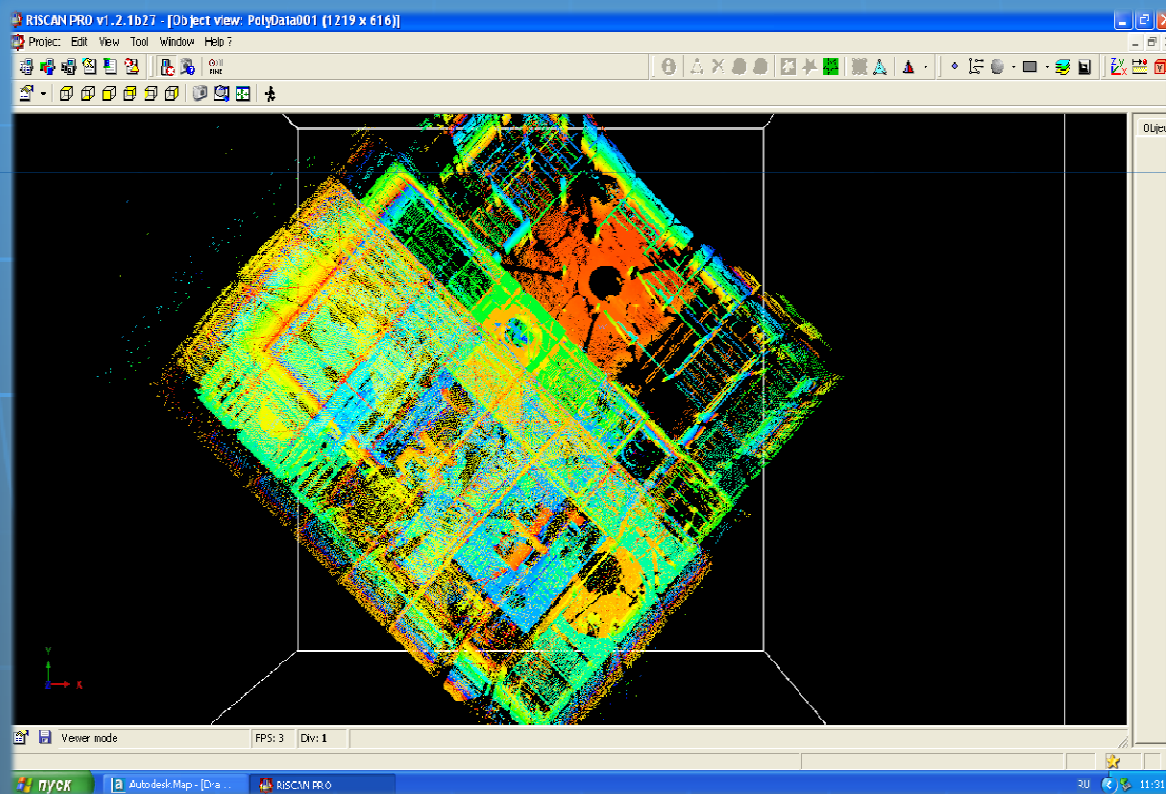 RiSCAN PRO v1.2.1b27 - [Object view: PolyData001 (1219 x 616)]
Project Edit View Tool Window Help ?
FINE
Z Y X
Y
X
Viewer mode FPS: 3 Div: 1
пуск Autodesk Map - [Dra ... RiSCAN PRO RU 11:31